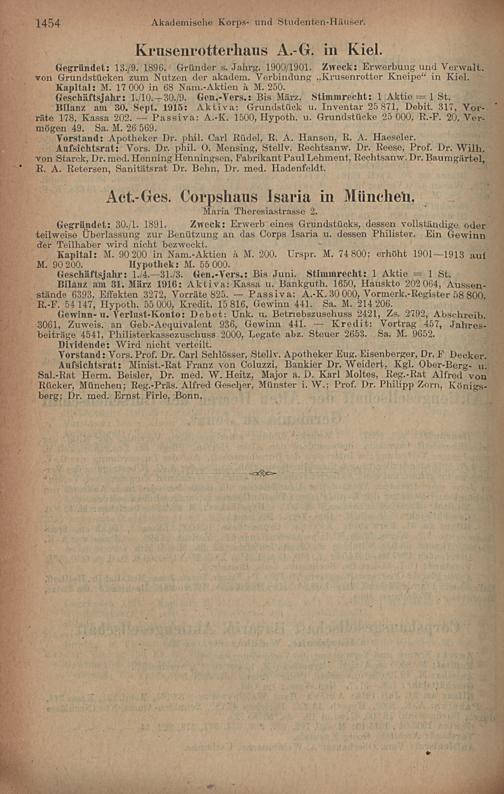 1454 Akademische Korps- und Studenten-Häuser.
Krusenrotterhaus A.-G. in Kiel.
Gegründet: 13./9. 1896. Gründer s. Jahrg. 1900/1901. Zweck: Erwerbung und Verwalt.
von Grundstücken zum Nutzen der akadem. Verbindung „Krusenrotter Kneipe“ in Kiel.
Kapital: M. 17 000 in 68 Nam.-Aktien à M. 250.
Geschäftsjahr: 1./10.—30./9. Gen.-Vers.: Bis März. Stimmrecht: 1 Aktie = 1 St.
Bilanz am 30. Sept. 1915: Aktiva: Grundstück u. Inventar 25 871, Debit. 317, Vor-
räte 178, Kassa 202. — Passiva: A.-K. 1500, Hypoth. u. Grundstücke 25 000, R.-F. 20, Ver-
mögen 49. Sa. M. 26 569.
Vorstand: Apotheker Dr. phil. Carl Rüdel, R. A. Hansen, R. A. Haeseler.
Aufsichtsrat: Vors. Dr. phil. O. Mensing, Stellv. Rechtsanw. Dr. Reese, Prof. Dr. Wilh.
von Starck, Dr. med. Henning Henningsen, Fabrikant Paul Lehment, Rechtsanw. Dr. Baumgärtel,
R. A. Retersen, Sanitätsrat Dr. Behn, Dr. med. Hadenfeldt.
Act.-Ges. Corpshaus Isaria in München,
Maria Theresiastrasse 2.
Gegründet: 30./1. 1891. Zweck: Erwerb eines Grundstücks, dessen vollständige oder
teilweise Überlassung zur Benützung an das Corps Isaria u. dessen Philister. Ein Gewinn
der Teilhaber wird nicht bezweckt.
Kapital: M. 90 200 in Nam.-Aktien à M. 200. Urspr. M. 74 800; erhöht 1901—1913 auf
M. 90 200. Hypothek: M. 55 000.
Geschäftsjahr: 1./4.—31./3. Gen.-Vers.: Bis Juni. Stimmrecht: 1 Aktie = 1 St.
Bilanz am 31. März 1916: Aktiva: Kassa u. Bankguth. 1650, Hauskto 202 064, Aussen-
stände 6393, Effekten 3272, Vorräte 825. — Passiva: A.-K. 30 000, Vormerk.-Register 58 800,
R.-F. 54 147, Hypoth. 55 000, Kredit. 15 816, Gewinn 441. Sa. M. 214 206.
Gewinn- u. Verlust-Konto: Debet: Unk. u. Betriebszuschuss 2421, Zs. 2792, Abschreib.
3061, Zuweis. an Geb.-Aequivalent 936, Gewinn 441. — Kredit: Vortrag 457, Jahres-
beiträge 4541, Philisterkassezuschuss 2000, Legate abz. Steuer 2653. Sa. M. 9652.
Dividende: Wird nicht verteilt.
Vorstand: Vors. Prof. Dr. Carl Schlösser, Stellv. Apotheker Eug. Eisenberger, Dr. F. Decker.
Aufsichtsrat: Minist.-Rat Franz von Coluzzi, Bankier Dr. Weidert, Kgl. Ober-Berg- u.
Sal.-Rat Herm. Beisler, Dr. med. W. Heitz, Major a. D. Karl Moltes, Reg.-Rat Alfred von
Rücker, München; Reg.-Präs. Alfred Gescher, Münster i. W.; Prof. Dr. Philipp Zorn, Königs-
berg; Dr. med. Ernst Firle, Bonn.